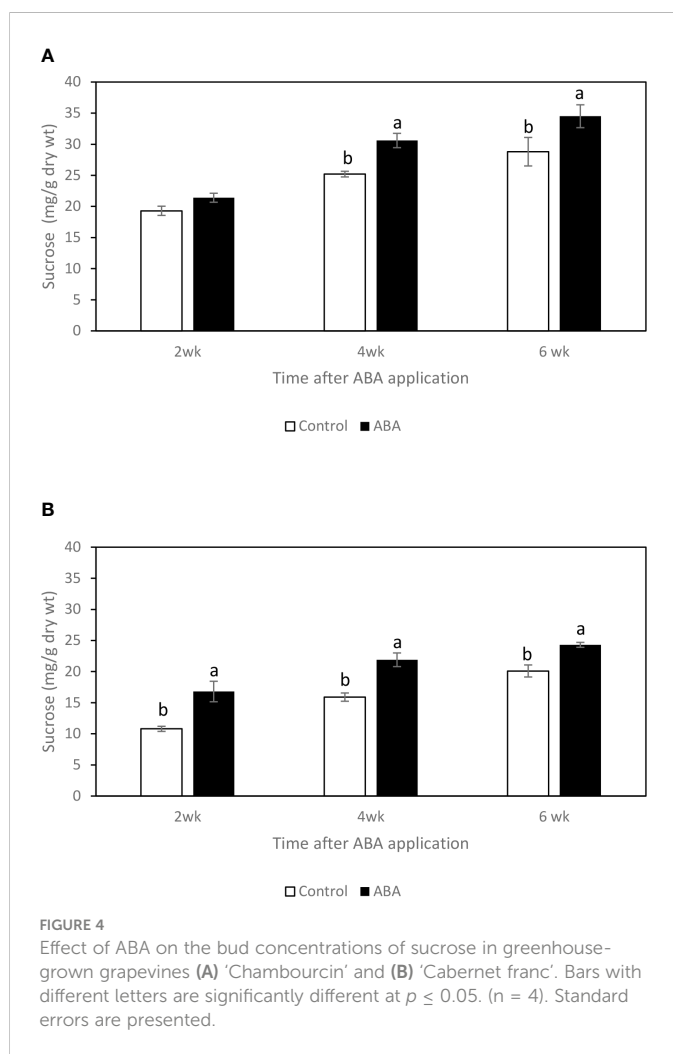 A
40
35
30
25
20
15
10
5
0
Sucrose (mg/g dry wt)
b
a
b
a
2wk
4wk
6 wk
Time after ABA application
Control ABA
B
40
35
30
25
20
15
10
5
0
Sucrose (mg/g dry wt)
b
a
b
a
b
a
2wk
4wk
6 wk
Time after ABA application
Control ABA
FIGURE 4
Effect of ABA on the bud concentrations of sucrose in greenhouse-
grown grapevines (A) ‘Chambourcin’ and (B) ‘Cabernet franc’. Bars with
different letters are significantly different at p ≤ 0.05. (n = 4). Standard
errors are presented.